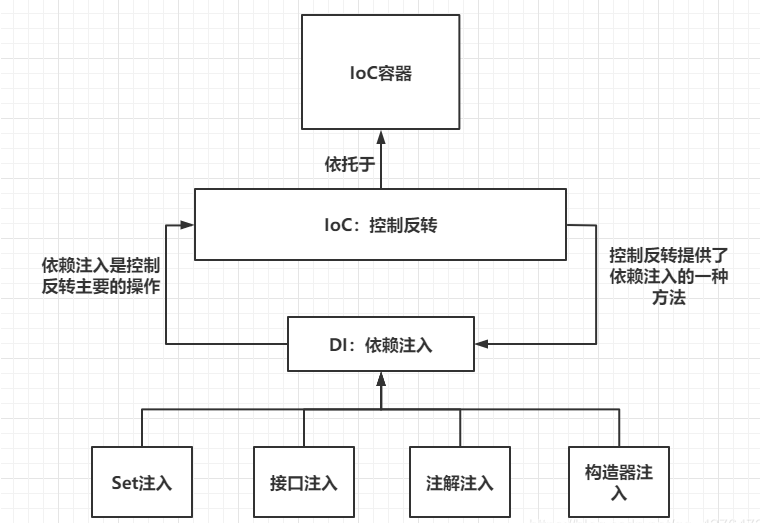 IoC容器
依托于
IoC：控制反转
依赖注入是控制
反转主要的操作
控制反转提供了
依赖注入的一种
方法
DI：依赖注入
Set注入
接口注入
注解注入
构造器注
入